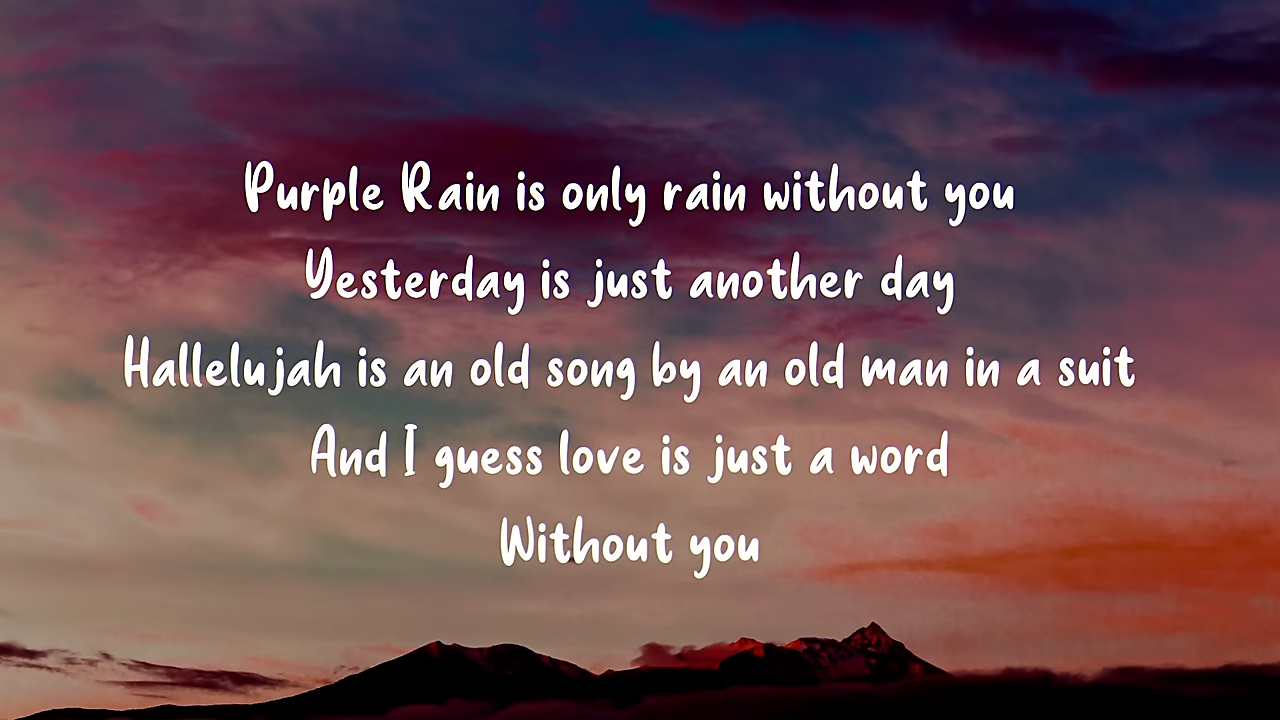 Purple Rain is only rain without you
Yesterday is just another day
Hallelujah is an old song by an old man in a suit
And I guess love is just a word
Without you